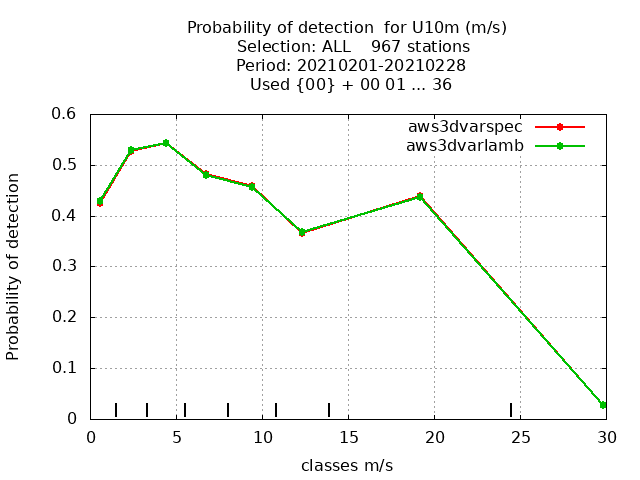 Probability of detection  for U10m (m/s)
Selection: ALL    967 stations
Period: 20210201-20210228
Used {00} + 00 01 ... 36
aws3dvarspec
aws3dvarlamb
Probability of detection
0.6
0.5
0.4
0.3
0.2
0.1
0
0 5 10 15 20 25 30
classes m/s